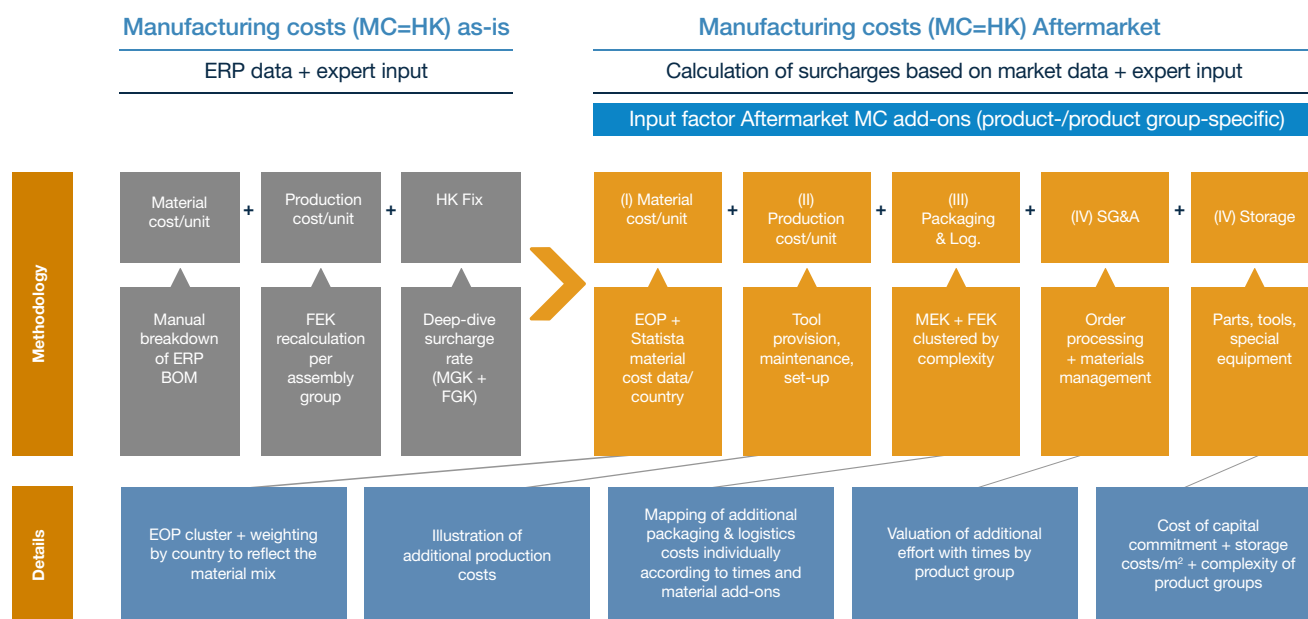 Manufacturing costs (MC=HK) as-is
ERP data + expert input
Manufacturing costs (MC=HK) Aftermarket
Calculation of surcharges based on market data + expert input
Input factor Aftermarket MC add-ons (product-/product group-specific)
Methodology
Material
cost/unit
+
Production
cost/unit
+
HK Fix
(I) Material
cost/unit
+
(II)
Production
cost/unit
+
(III)
Packaging
& Log.
+
(IV) SG&A
+
(IV) Storage
Manual
breakdown
of ERP
BOM
FEK
recalculation
per
assembly
group
Deep-dive
surcharge
rate
(MGK +
FGK)
EOP +
Statista
material
cost data/
country
Tool
provision,
maintenance,
set-up
MEK + FEK
clustered by
complexity
Order
processing
+ materials
management
Parts, tools,
special
equipment
Details
EOP cluster + weighting
by country to reflect the
material mix
Illustration of
additional production
costs
Mapping of additional
packaging & logistics
costs individually
according to times and
material add-ons
Valuation of additional
effort with times by
product group
Cost of capital
commitment + storage
costs/m² + complexity of
product groups